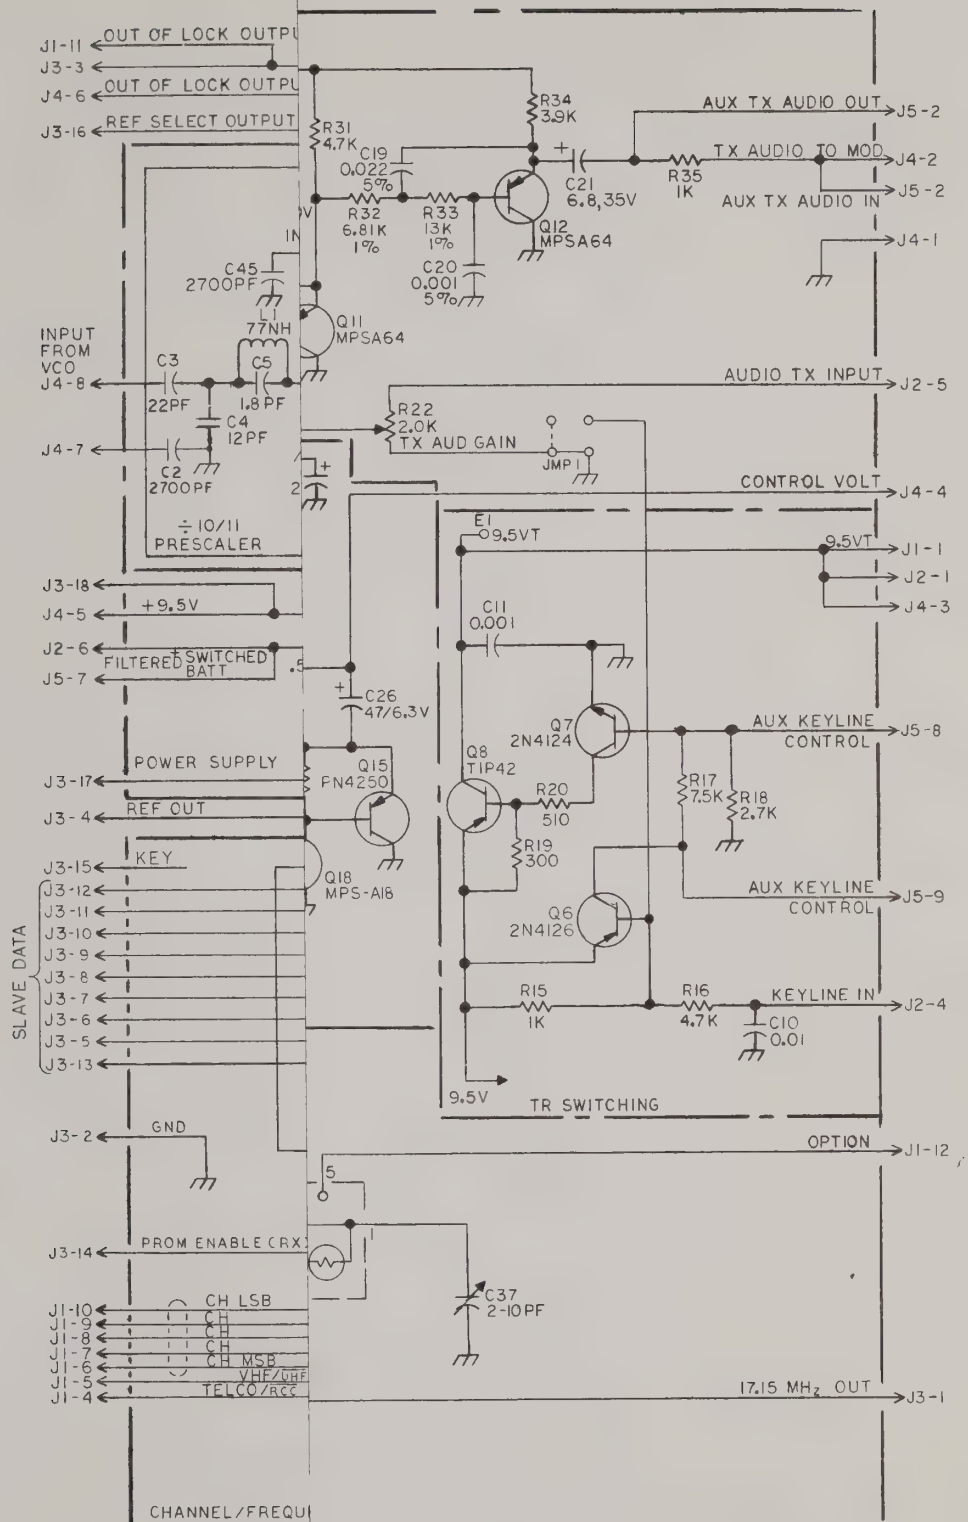 J1-11 OUT OF LOCK OUTPU
J3-3
J4-6 OUT OF LOCK OUTPU
J3-16 REF SELECT OUTPUT
R31
4.7K
C19
0.022
5%
R32
6.81K
1%
R33
13K
1%
R34
3.9K
C20
0.001
5%
Q12
MPSA64
+
C21
6.8,35V
R35
1K
AUX TX AUDIO OUT J5-2
TX AUDIO TO MOD J4-2
AUX TX AUDIO IN J5-2
J4-1
V
IN
C45
2700PF
L1
77NH
Q11
MPSA64
INPUT
FROM
VCO
J4-8
C3
22PF
C5
1.8PF
C4
12PF
J4-7
C2
2700PF
÷10/11
PRESCALER
+
2
R22
2.0K
TX AUD GAIN
JMP1
AUDIO TX INPUT J2-5
CONTROL VOLT J4-4
E1
9.5VT
9.5VT J1-1
J2-1
J4-3
J3-18
J4-5 +9.5V
J2-6
FILTERED + SWITCHED
BATT
J5-7
.5
+
C26
47/6.3V
C11
0.001
Q7
2N4124
Q8
TIP42
R20
510
R19
300
R17
7.5K
R18
2.7K
AUX KEYLINE
CONTROL
J5-8
J3-17 POWER SUPPLY
Q15
PN4250
J3-4 REF OUT
Q18
MPS-A18
J3-15 KEY
SLAVE DATA
J3-12
J3-11
J3-10
J3-9
J3-8
J3-7
J3-6
J3-5
J3-13
Q6
2N4126
AUX KEYLINE
CONTROL
J5-9
R15
1K
R16
4.7K
C10
0.01
KEYLINE IN J2-4
9.5V
TR SWITCHING
J3-2 GND
OPTION J1-12
5
J3-14 PROM ENABLE (RX)
C37
2-10PF
J1-10 CH LSB
J1-9 CH
J1-8 CH
J1-7 CH
J1-6 CH MSB
J1-5 VHF/UHF
J1-4 TELCO/RCC
17.15 MHz OUT J3-1
CHANNEL/FREQU